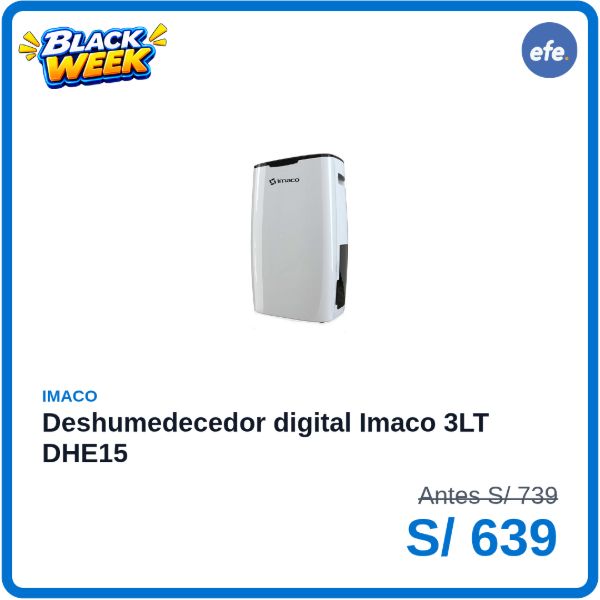 BLACK
WEEK
efe.
imaco
IMACO
Deshumedecedor digital Imaco 3LT
DHE15
Antes S/ 739
S/ 639